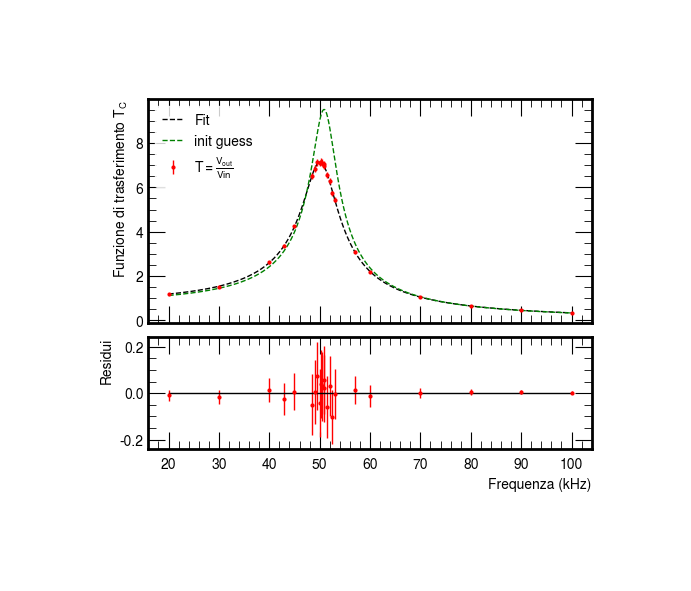 Funzione di trasferimento T_C
Fit
init guess
T = V_out/Vin
8
6
4
2
0
Residui
0.2
0.0
-0.2
20 30 40 50 60 70 80 90 100
Frequenza (kHz)